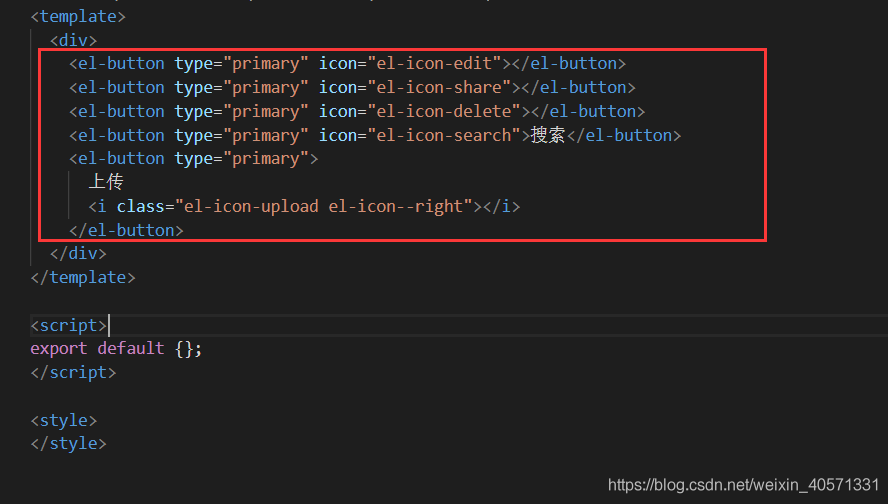 <template>
<div>
<el-button type="primary" icon="el-icon-edit"></el-button>
<el-button type="primary" icon="el-icon-share"></el-button>
<el-button type="primary" icon="el-icon-delete"></el-button>
<el-button type="primary" icon="el-icon-search">搜索</el-button>
<el-button type="primary">
上传
<i class="el-icon-upload el-icon--right"></i>
</el-button>
</div>
</template>
<script>
export default {};
</script>
<style>
</style>
https://blog.csdn.net/weixin_40571331